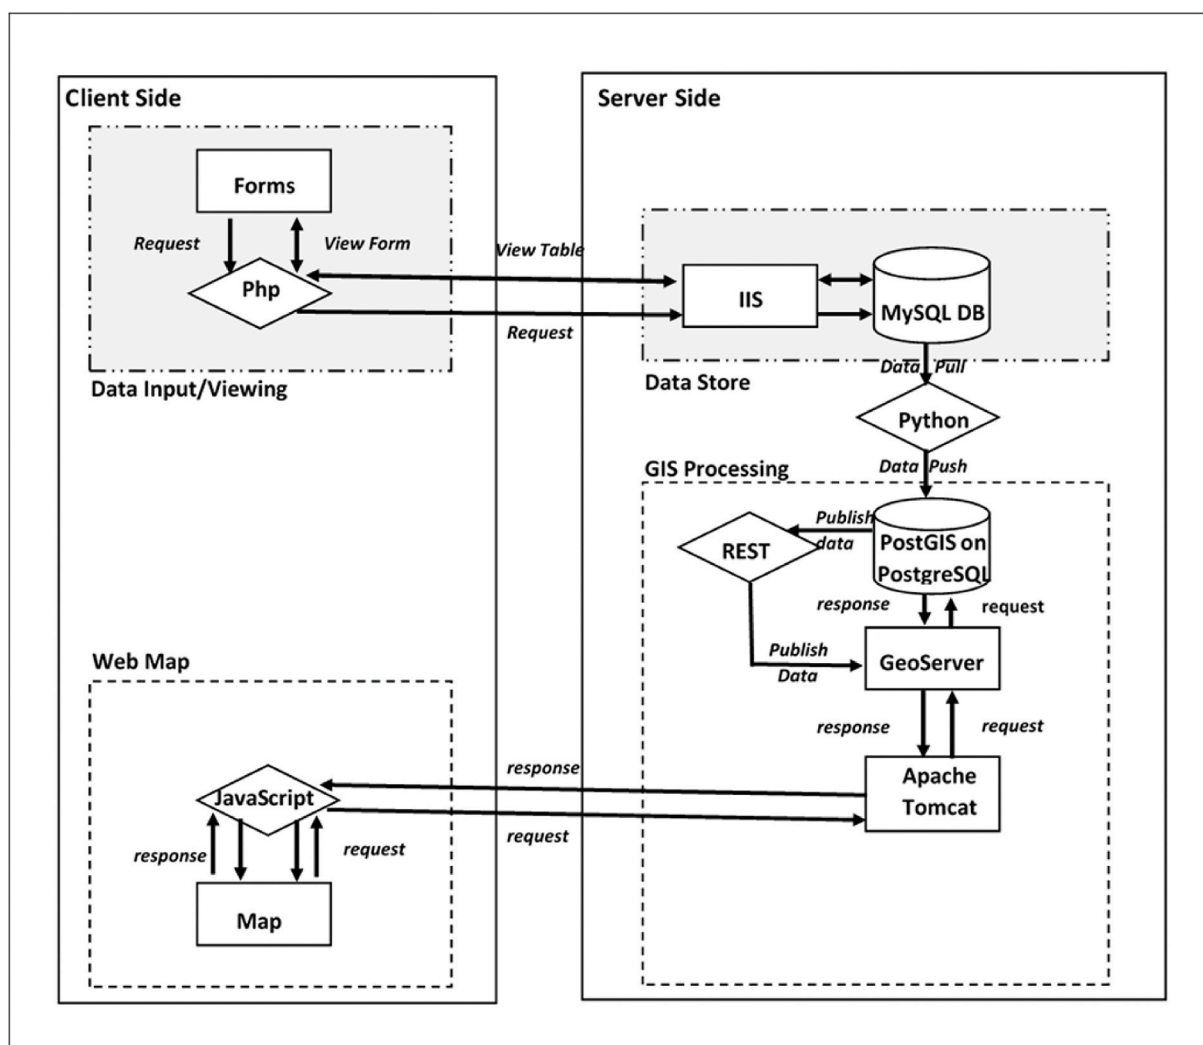 Client Side
Forms
Request
View Form
Php
Data Input/Viewing
View Table
Request
Server Side
IIS
MySQL DB
Data Store
Data Pull
Python
Data Push
GIS Processing
Publish
data
REST
PostGIS on
PostgreSQL
response
request
Publish
Data
GeoServer
response
request
Apache
Tomcat
Web Map
response
request
JavaScript
response
request
Map